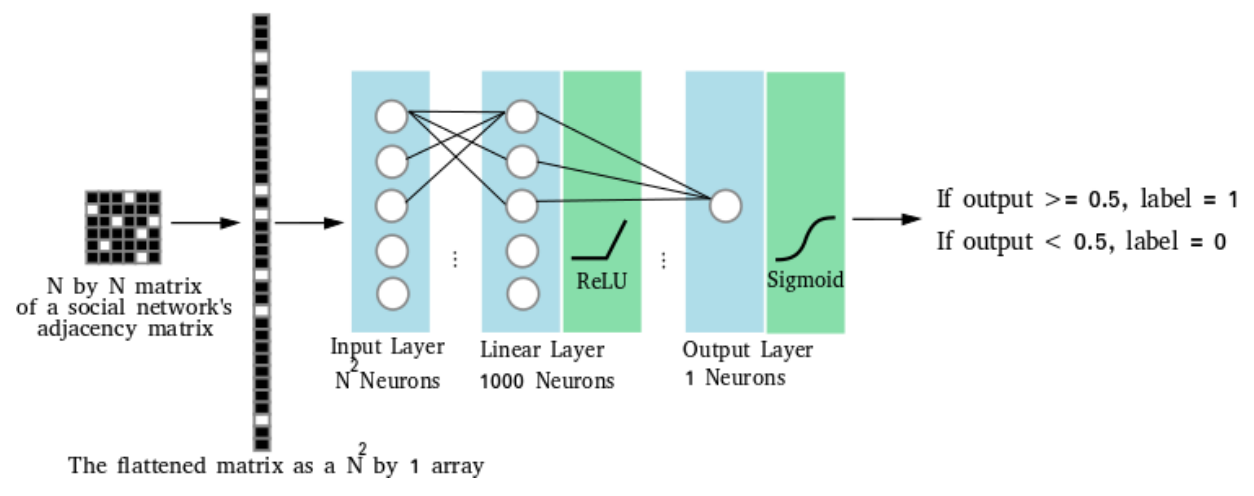 N by N matrix
of a social network's
adjacency matrix
The flattened matrix as a N² by 1 array
Input Layer
N² Neurons
Linear Layer
1000 Neurons
ReLU
Output Layer
1 Neurons
Sigmoid
If output >= 0.5, label = 1
If output < 0.5, label = 0